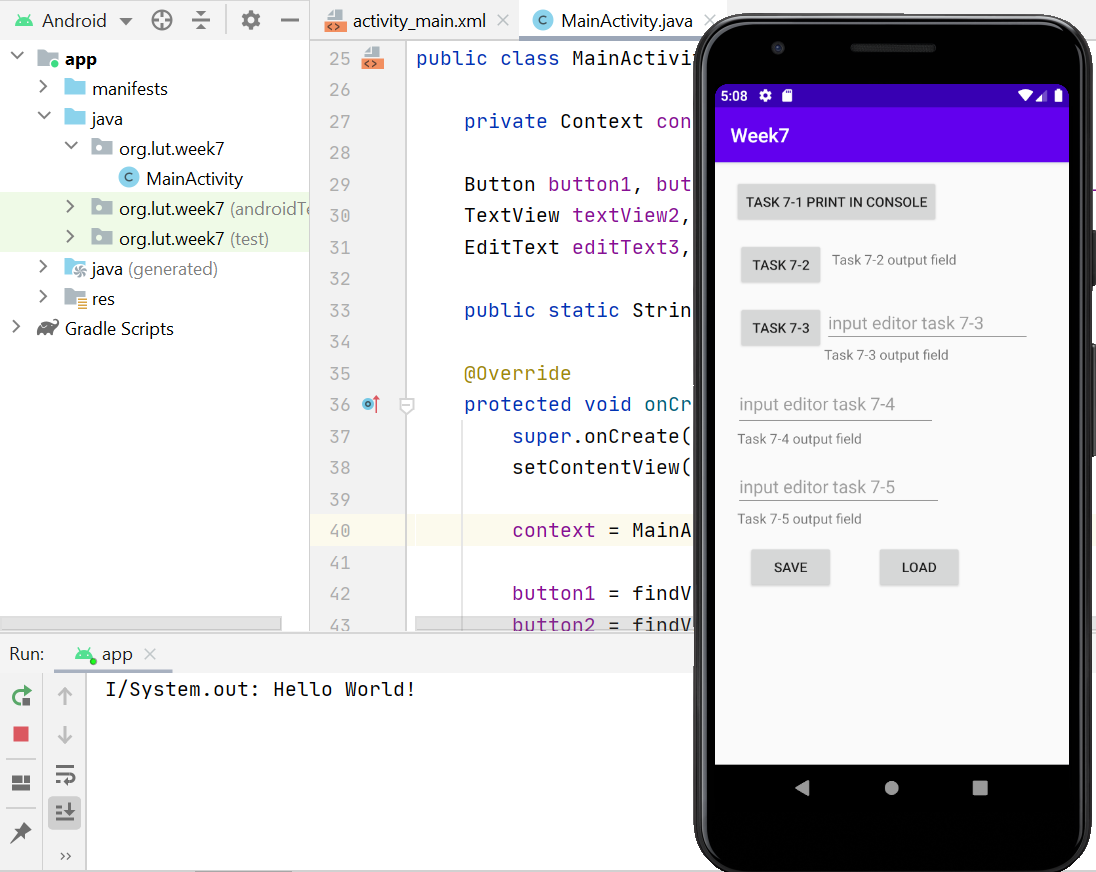 Android
activity_main.xml
MainActivity.java
app
manifests
java
org.lut.week7
MainActivity
org.lut.week7 (androidTe
org.lut.week7 (test)
java (generated)
res
Gradle Scripts
25 public class MainActivi
26
27 private Context con
28
29 Button button1, but
30 TextView textView2,
31 EditText editText3,
32
33 public static Strin
34
35 @Override
36 protected void onCr
37 super.onCreate(
38 setContentView(
39
40 context = MainA
41
42 button1 = findV
43 button2 = findV
5:08
Week7
TASK 7-1 PRINT IN CONSOLE
TASK 7-2
Task 7-2 output field
TASK 7-3
input editor task 7-3
Task 7-3 output field
input editor task 7-4
Task 7-4 output field
input editor task 7-5
Task 7-5 output field
SAVE
LOAD
Run:
app
I/System.out: Hello World!